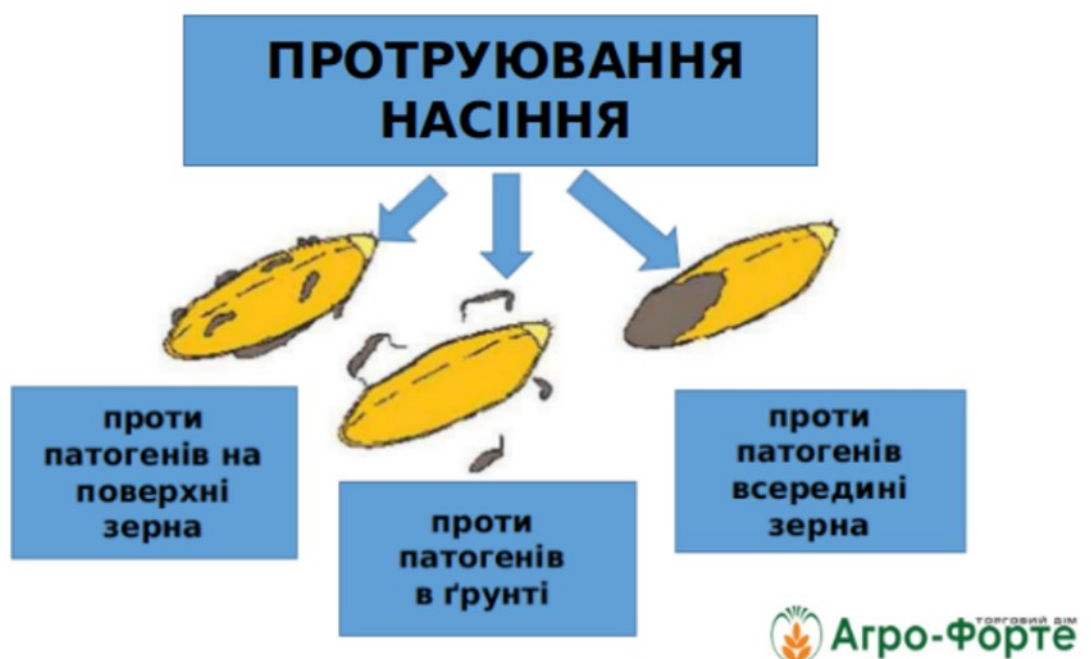 ПРОТРУЮВАННЯ
НАСІННЯ
проти
патогенів на
поверхні
зерна
проти
патогенів
в ґрунті
проти
патогенів
всередині
зерна
ТОРГОВИЙ ДІМ
Агро-Форте